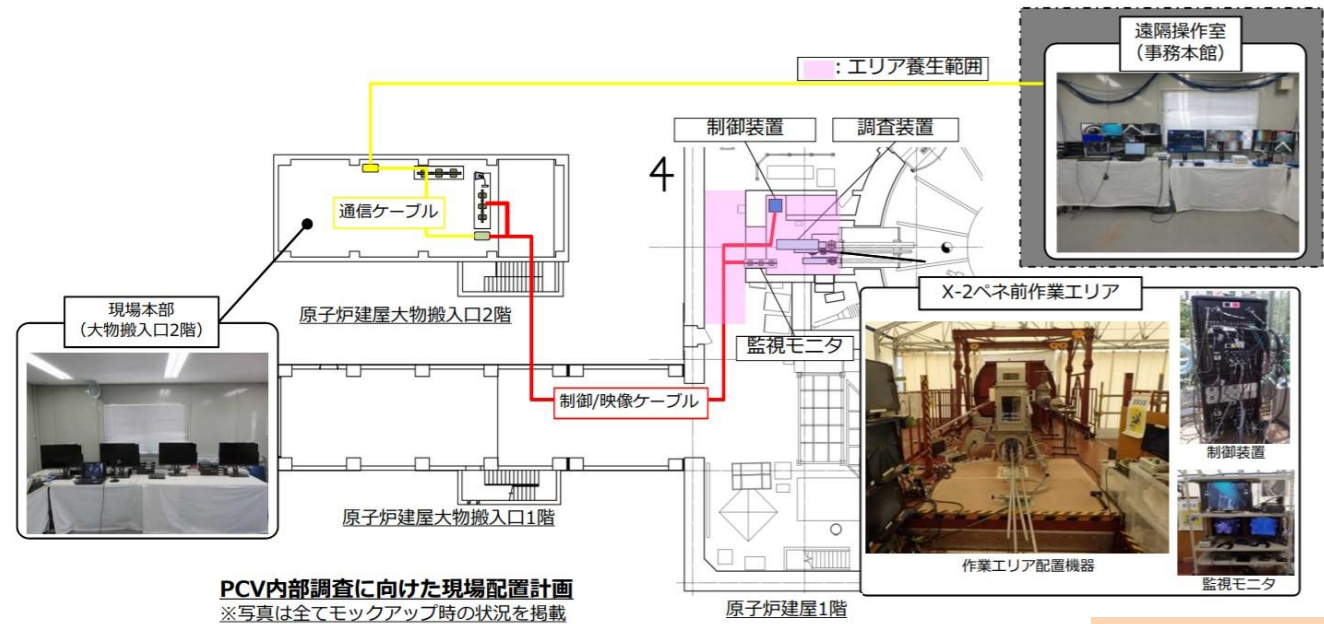 遠隔操作室
（事務本館）
：エリア養生範囲
制御装置
調査装置
4
通信ケーブル
現場本部
（大物搬入口2階）
原子炉建屋大物搬入口2階
X-2ペネ前作業エリア
監視モニタ
制御/映像ケーブル
制御装置
原子炉建屋大物搬入口1階
作業エリア配置機器
監視モニタ
PCV内部調査に向けた現場配置計画
※写真は全てモックアップ時の状況を掲載
原子炉建屋1階